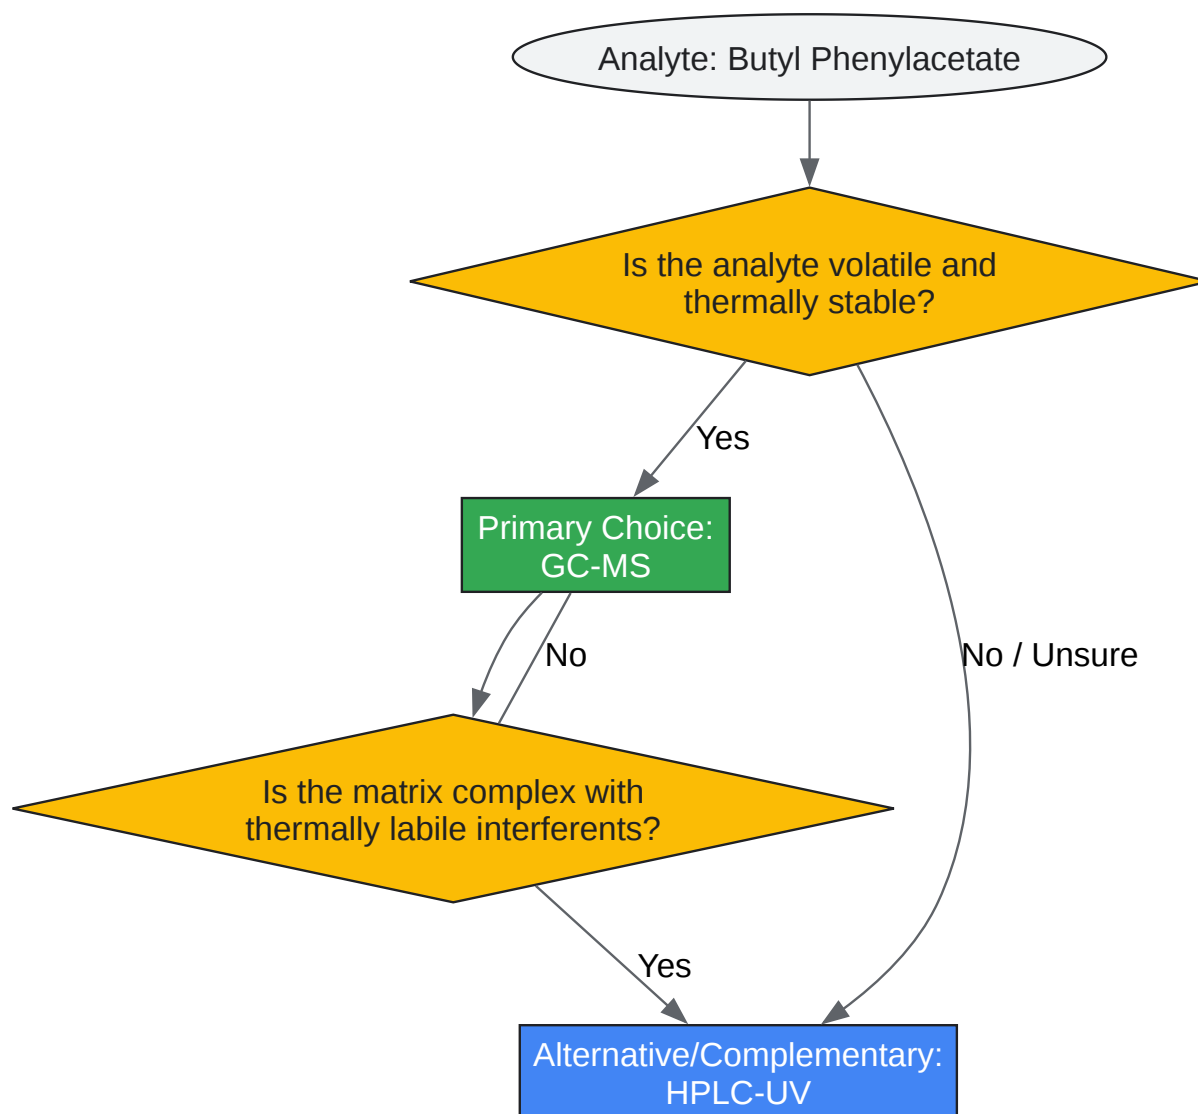 Analyte: Butyl Phenylacetate
Is the analyte volatile and
thermally stable?
Yes
Primary Choice:
GC-MS
No
No / Unsure
Is the matrix complex with
thermally labile interferents?
Yes
Alternative/Complementary:
HPLC-UV